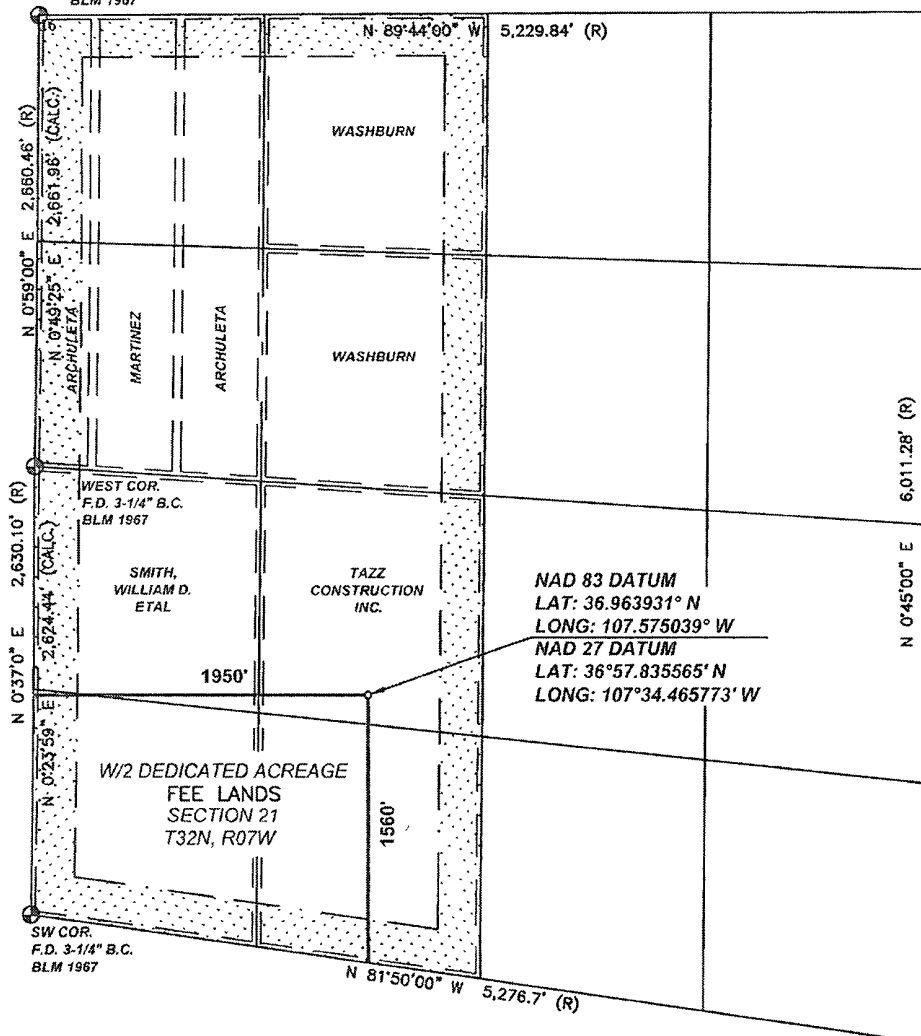 BLM 1967
16
N 89°44'00" W 5,229.84' (R)
N 0°59'00" E 2,660.46' (R)
N 0°49'25" E 2,661.96' (CALC.)
ARCHULETA
MARTINEZ
ARCHULETA
WASHBURN
WASHBURN
WEST COR.
F.D. 3-1/4" B.C.
BLM 1967
N 0°37'0" E 2,630.10' (R)
N 0°23'59" E 2,624.44' (CALC.)
SMITH,
WILLIAM D.
ETAL
TAZZ
CONSTRUCTION
INC.
NAD 83 DATUM
LAT: 36.963931° N
LONG: 107.575039° W
NAD 27 DATUM
LAT: 36°57.835565' N
LONG: 107°34.465773' W
N 0°45'00" E 6,011.28' (R)
1950'
1560'
W/2 DEDICATED ACREAGE
FEE LANDS
SECTION 21
T32N, R07W
SW COR.
F.D. 3-1/4" B.C.
BLM 1967
N 81°50'00" W 5,276.7' (R)